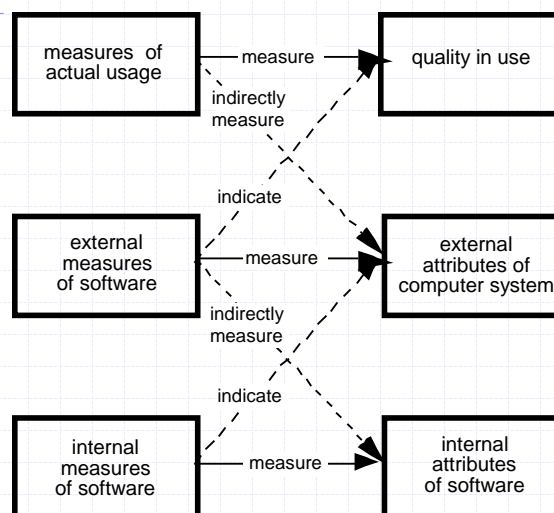 measures of
actual usage
measure
quality in use
indirectly
measure
indicate
external
measures
of software
measure
external
attributes of
computer system
indirectly
measure
indicate
internal
measures
of software
measure
internal
attributes
of software